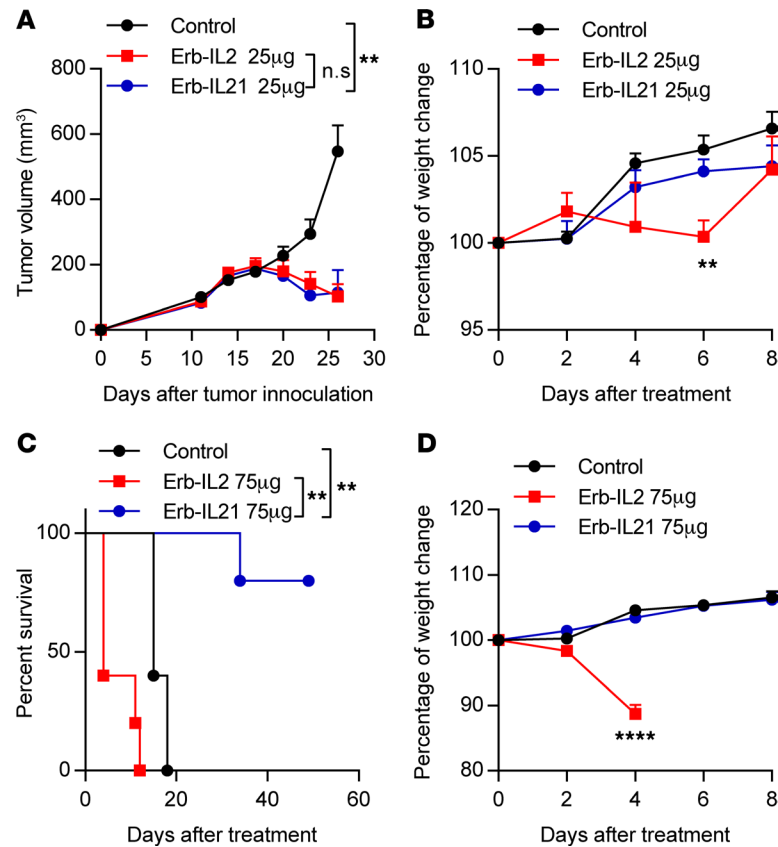 A
Control
Erb-IL2 25μg
Erb-IL21 25μg
n.s
**
Tumor volume (mm³)
800
600
400
200
0
0 5 10 15 20 25 30
Days after tumor innoculation
B
Control
Erb-IL2 25μg
Erb-IL21 25μg
Percentage of weight change
110
105
100
95
**
0 2 4 6 8
Days after treatment
C
Control
Erb-IL2 75μg
Erb-IL21 75μg
**
**
Percent survival
100
50
0
0 20 40 60
Days after treatment
D
Control
Erb-IL2 75μg
Erb-IL21 75μg
Percentage of weight change
120
110
100
90
80
****
0 2 4 6 8
Days after treatment